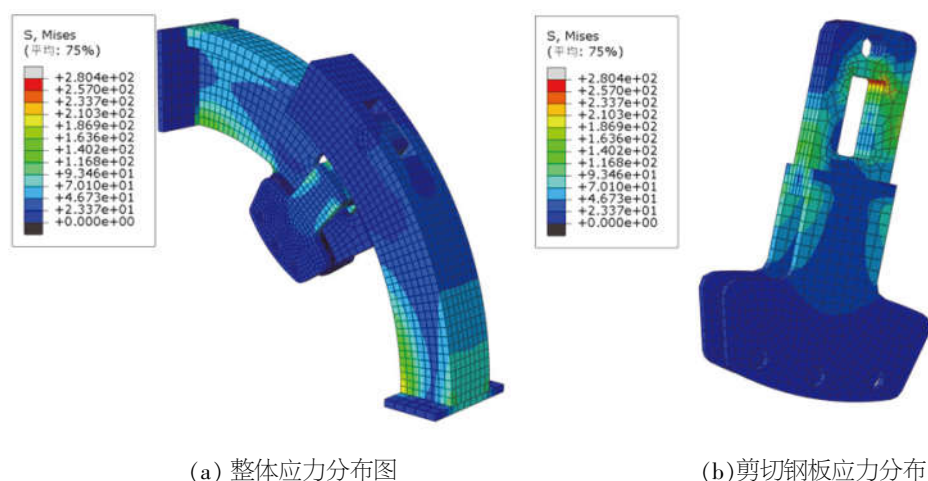 S, Mises
(平均: 75%)
+2.804e+02
+2.570e+02
+2.337e+02
+2.103e+02
+1.869e+02
+1.636e+02
+1.402e+02
+1.168e+02
+9.346e+01
+7.010e+01
+4.673e+01
+2.337e+01
+0.000e+00
S, Mises
(平均: 75%)
+2.804e+02
+2.570e+02
+2.337e+02
+2.103e+02
+1.869e+02
+1.636e+02
+1.402e+02
+1.168e+02
+9.346e+01
+7.010e+01
+4.673e+01
+2.337e+01
+0.000e+00
(a) 整体应力分布图
(b)剪切钢板应力分布